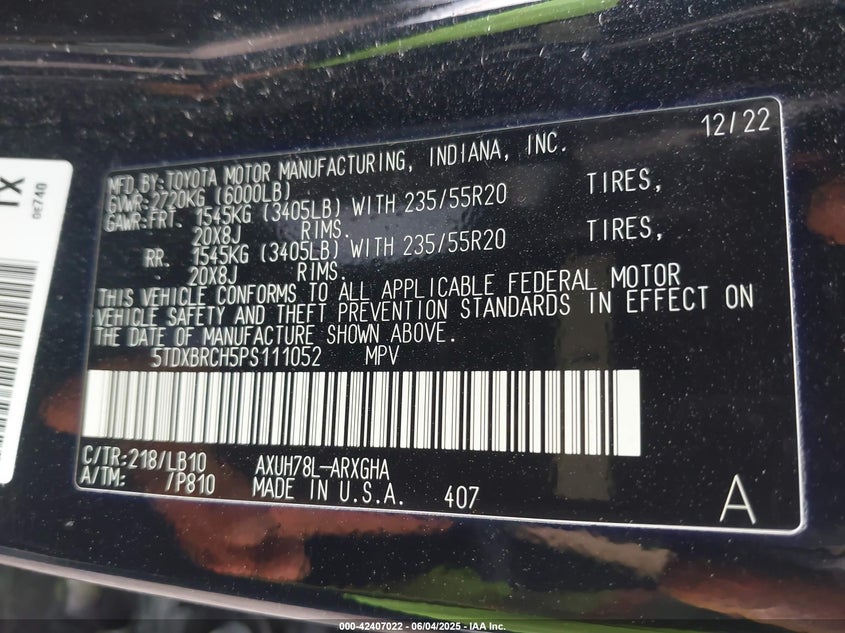 12/22
MFD.BY:TOYOTA MOTOR MANUFACTURING, INDIANA, INC.
GVWR:2720KG (6000LB)
GAWR:FRT. 1545KG (3405LB) WITH 235/55R20 TIRES,
20X8J RIMS.
RR. 1545KG (3405LB) WITH 235/55R20 TIRES,
20X8J RIMS.
THIS VEHICLE CONFORMS TO ALL APPLICABLE FEDERAL MOTOR
VEHICLE SAFETY AND THEFT PREVENTION STANDARDS IN EFFECT ON
THE DATE OF MANUFACTURE SHOWN ABOVE.
5TDXBRCH5PS111052 MPV
C/TR:218/LB10 AXUH78L-ARXGHA
A/TM: /P810 MADE IN U.S.A. 407
A
000-42407022 - 06/04/2025 - IAA Inc.